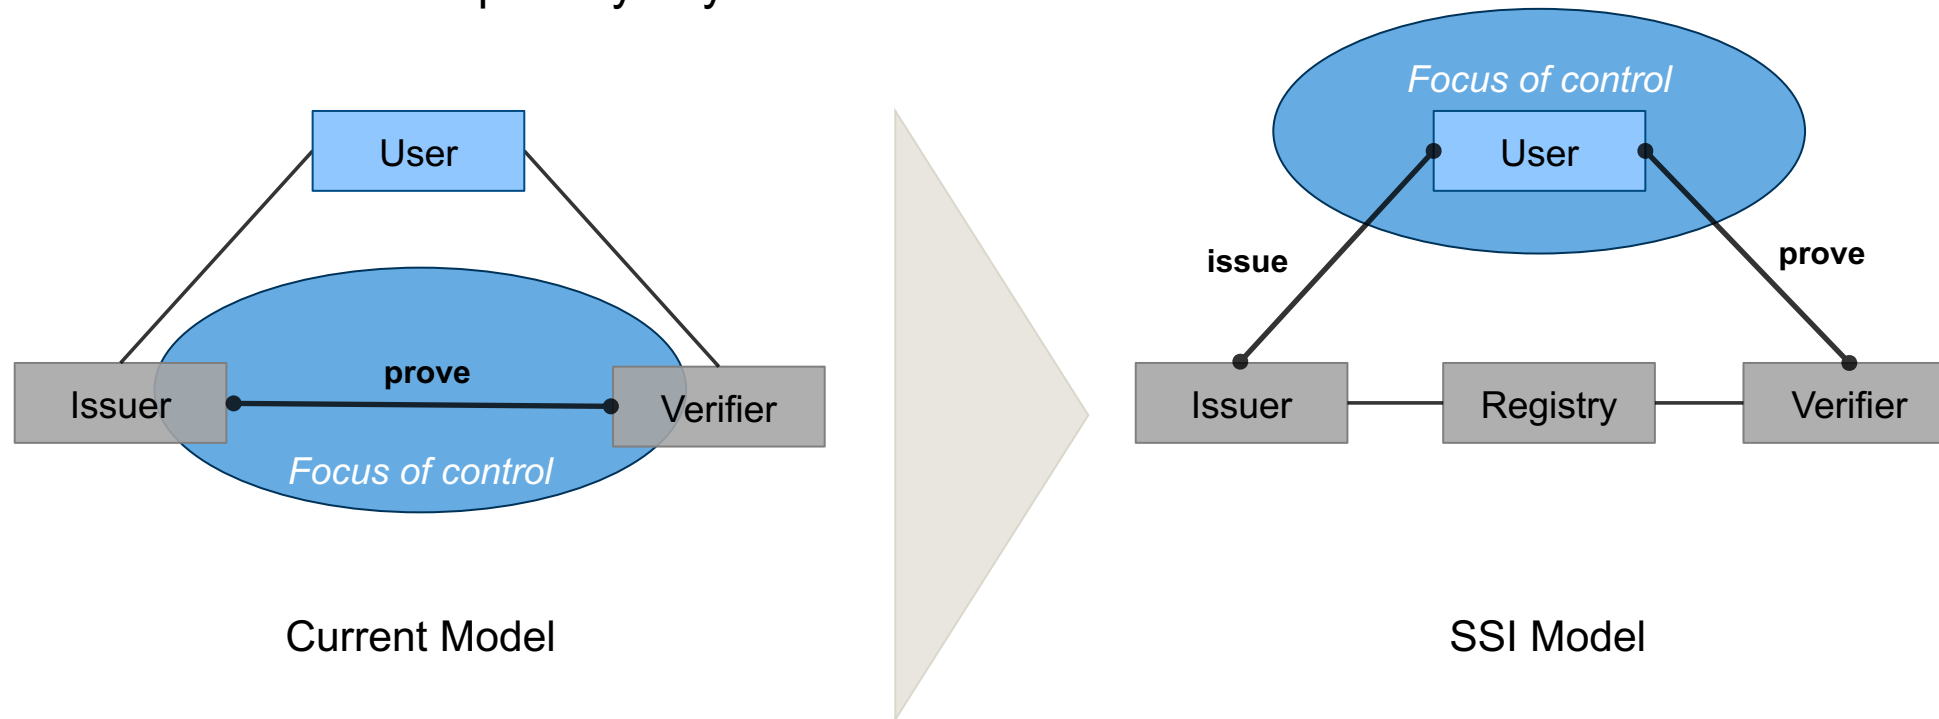 User
Issuer
prove
Verifier
Focus of control
Current Model
Focus of control
User
issue
prove
Issuer
Registry
Verifier
SSI Model